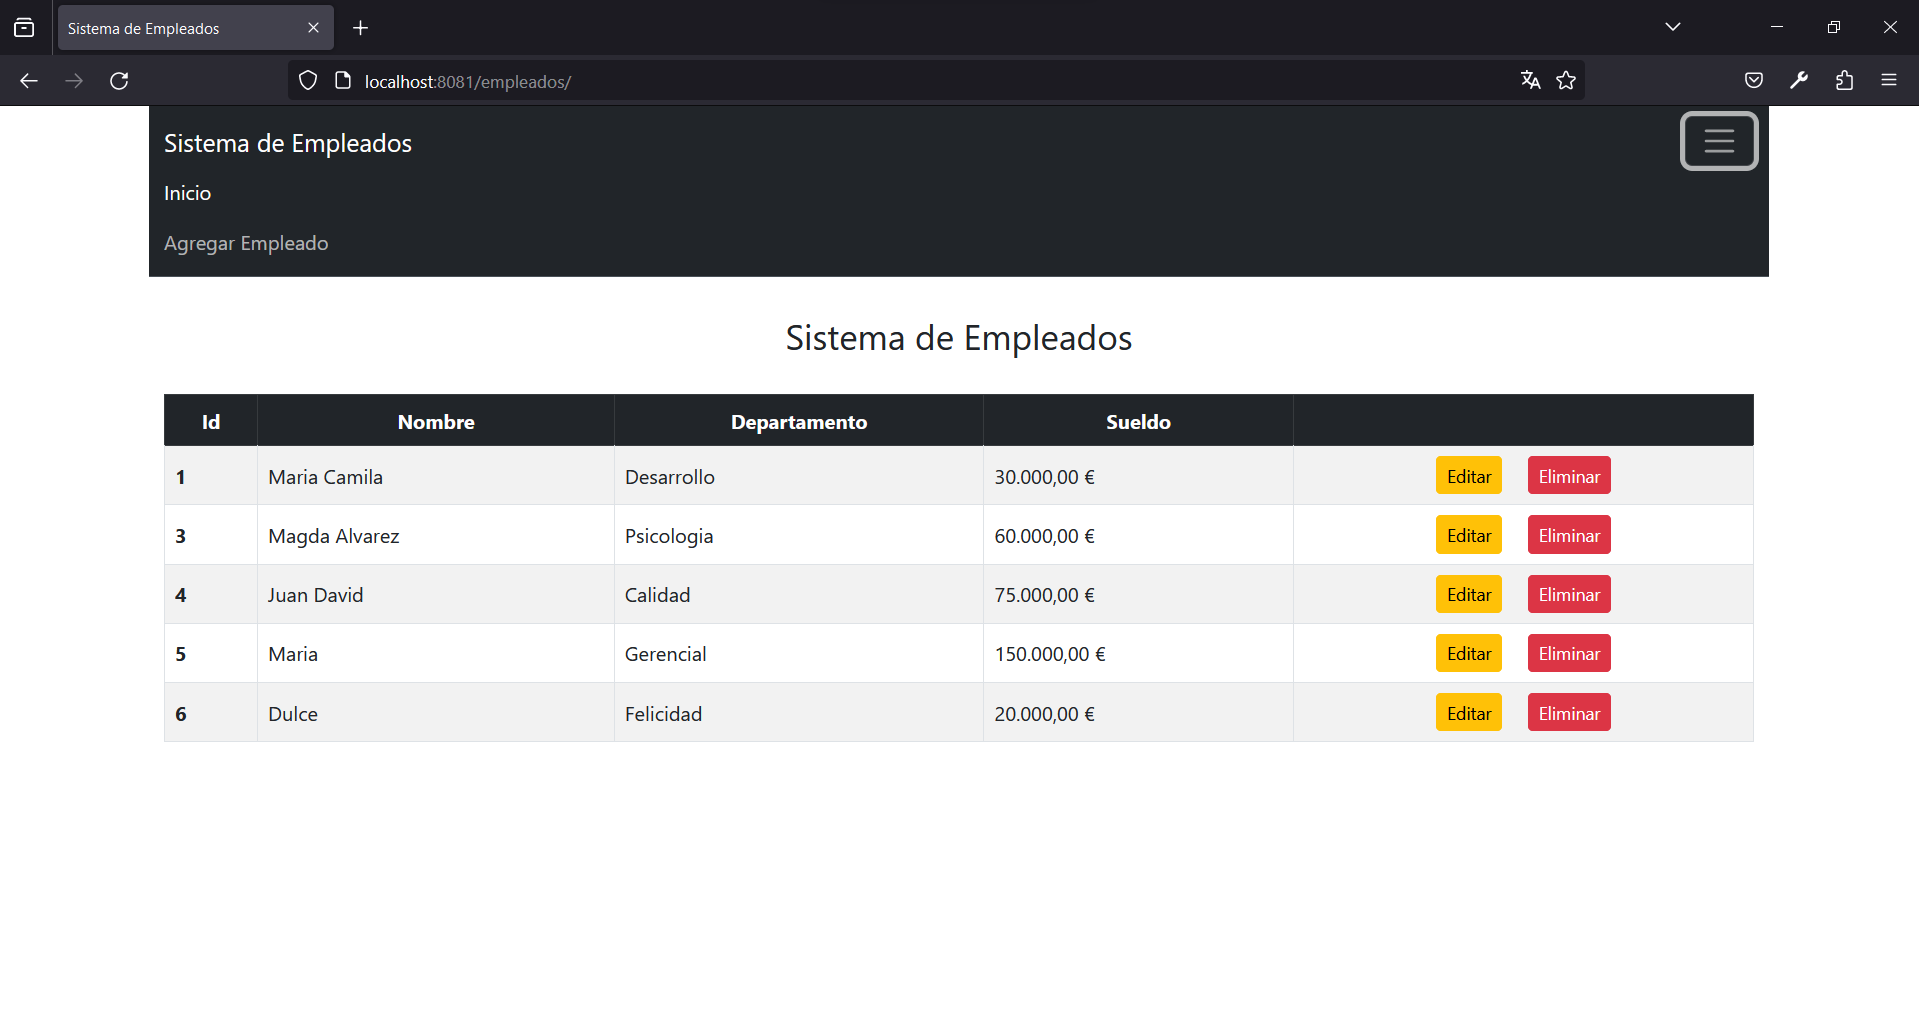 Sistema de Empleados
localhost:8081/empleados/
Sistema de Empleados
Inicio
Agregar Empleado
Sistema de Empleados
Id Nombre Departamento Sueldo
1 Maria Camila Desarrollo 30.000,00 € Editar Eliminar
3 Magda Alvarez Psicologia 60.000,00 € Editar Eliminar
4 Juan David Calidad 75.000,00 € Editar Eliminar
5 Maria Gerencial 150.000,00 € Editar Eliminar
6 Dulce Felicidad 20.000,00 € Editar Eliminar